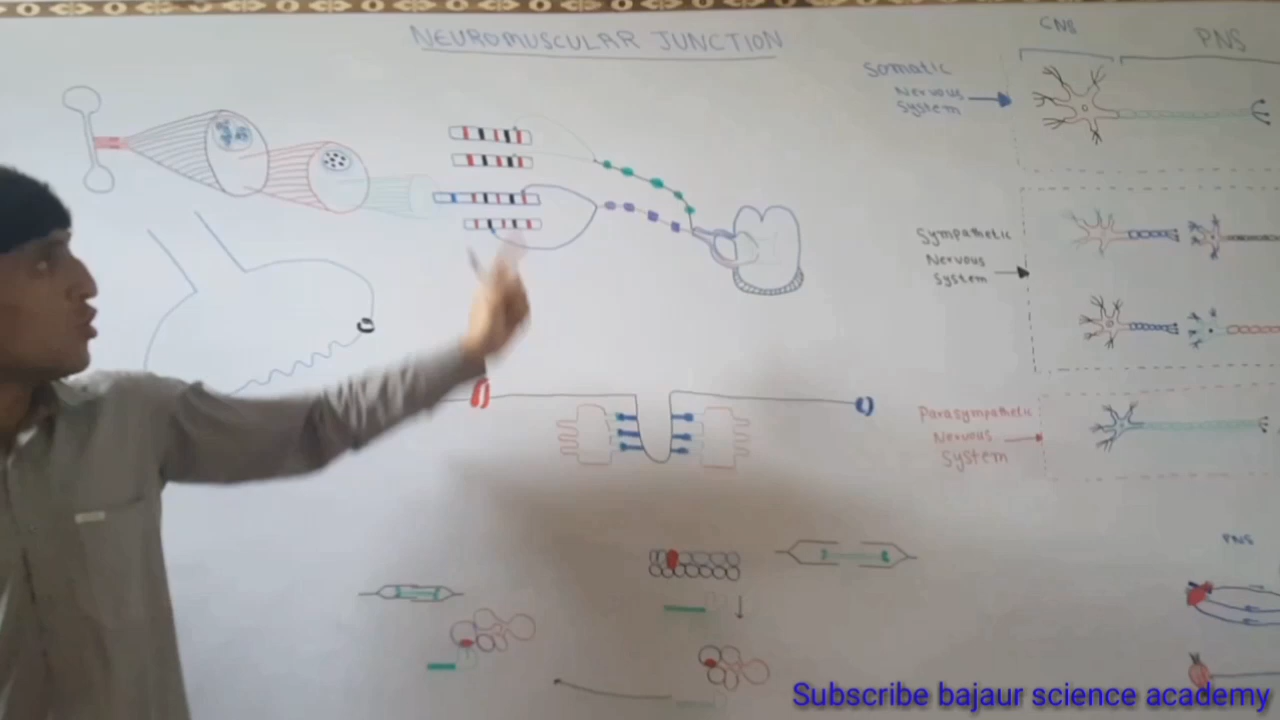 NEUROMUSCULAR JUNCTION
CNS
PNS
Somatic
Nervous
System
Sympathetic
Nervous
System
Parasympathetic
Nervous
System
PNS
Subscribe bajaur science academy